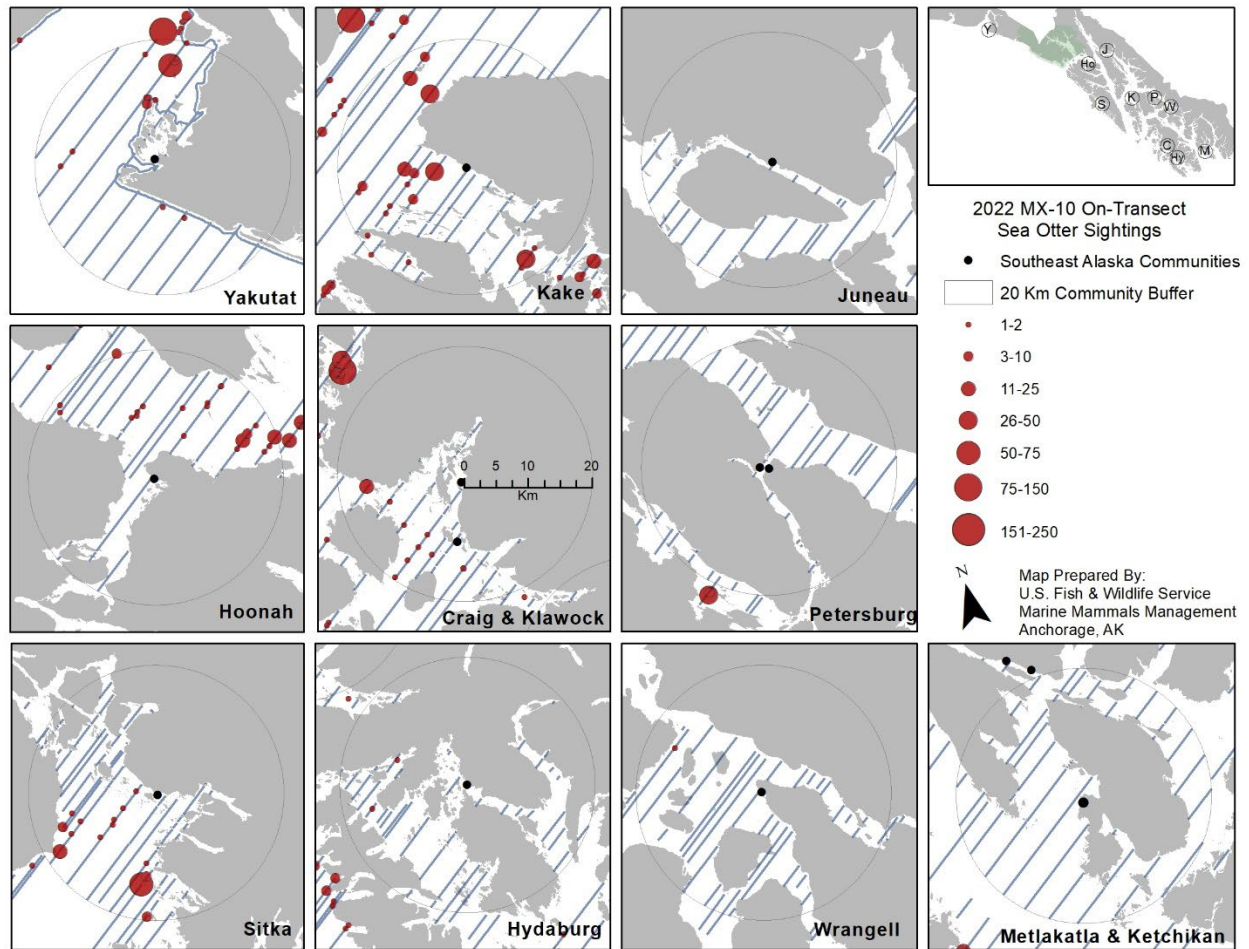 Yakutat
Kake
Juneau
Y
J
Ho
S
K
P
W
C
Hy
M
2022 MX-10 On-Transect
Sea Otter Sightings
Southeast Alaska Communities
20 Km Community Buffer
1-2
3-10
11-25
26-50
50-75
75-150
151-250
N
Map Prepared By:
U.S. Fish & Wildlife Service
Marine Mammals Management
Anchorage, AK
Hoonah
0 5 10 20
Km
Craig & Klawock
Petersburg
Sitka
Hydaburg
Wrangell
Metlakatla & Ketchikan